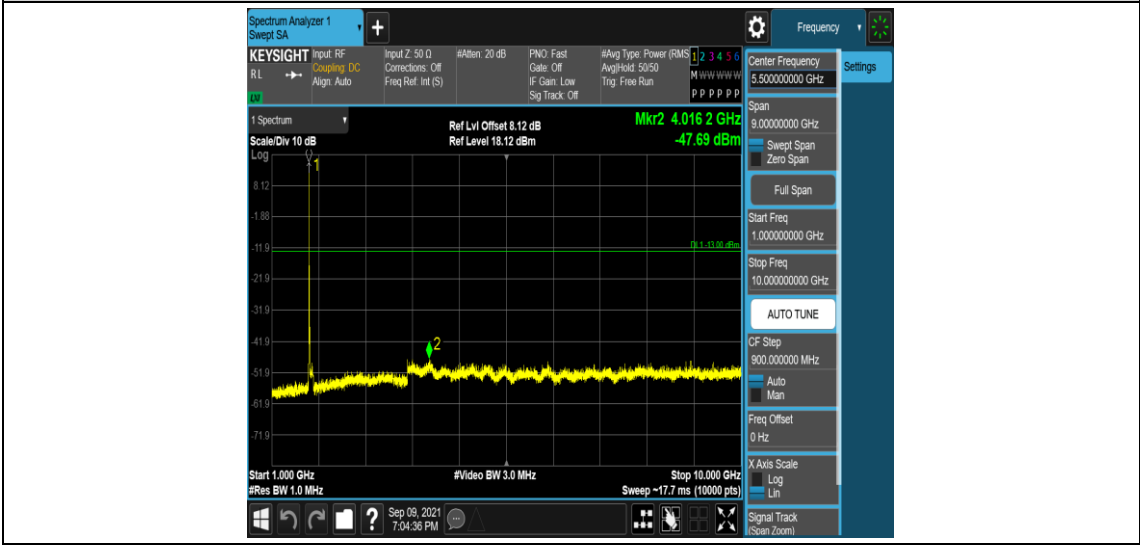 Spectrum Analyzer 1
Swept SA
+
Frequency
KEYSIGHT
RL
Input: RF
Coupling: DC
Align: Auto
Input Z: 50 Ω
Corrections: Off
Freq Ref: Int (S)
#Atten: 20 dB
PNO: Fast
Gate: Off
IF Gain: Low
Sig Track: Off
#Avg Type: Power (RMS
Avg|Hold: 50/50
Trig: Free Run
1 2 3 4 5 6
M W W W W W
P P P P P P
1 Spectrum
Scale/Div 10 dB
Log
Ref Lvl Offset 8.12 dB
Ref Level 18.12 dBm
Mkr2 4.016 2 GHz
-47.69 dBm
1
8.12
-1.88
-11.9
DL1 -13.00 dBm
-21.9
-31.9
-41.9
2
-51.9
-61.9
-71.9
Start 1.000 GHz
#Res BW 1.0 MHz
#Video BW 3.0 MHz
Stop 10.000 GHz
Sweep ~17.7 ms (10000 pts)
?
Sep 09, 2021
7:04:36 PM
Center Frequency
5.500000000 GHz
Settings
Span
9.00000000 GHz
Swept Span
Zero Span
Full Span
Start Freq
1.000000000 GHz
Stop Freq
10.000000000 GHz
AUTO TUNE
CF Step
900.000000 MHz
Auto
Man
Freq Offset
0 Hz
X Axis Scale
Log
Lin
Signal Track
(Span Zoom)